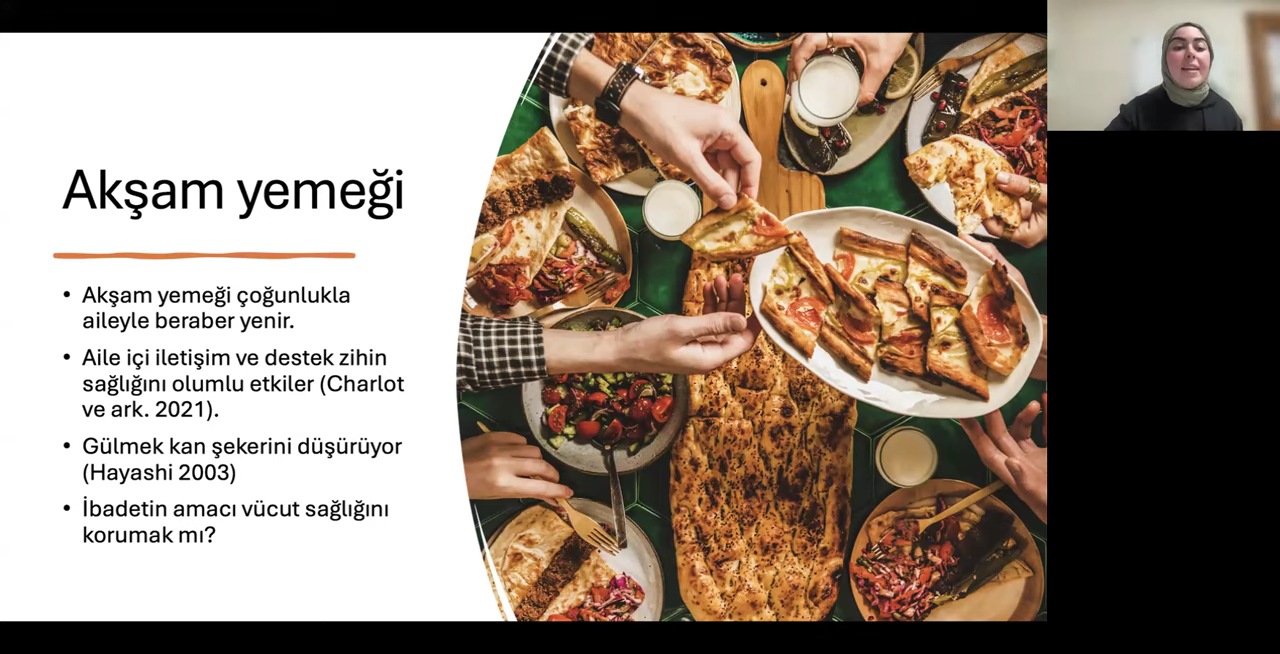 Akşam yemeği
• Akşam yemeği çoğunlukla
aileyle beraber yenir.
• Aile içi iletişim ve destek zihin
sağlığını olumlu etkiler (Charlot
ve ark. 2021).
• Gülmek kan şekerini düşürüyor
(Hayashi 2003)
• İbadetin amacı vücut sağlığını
korumak mı?